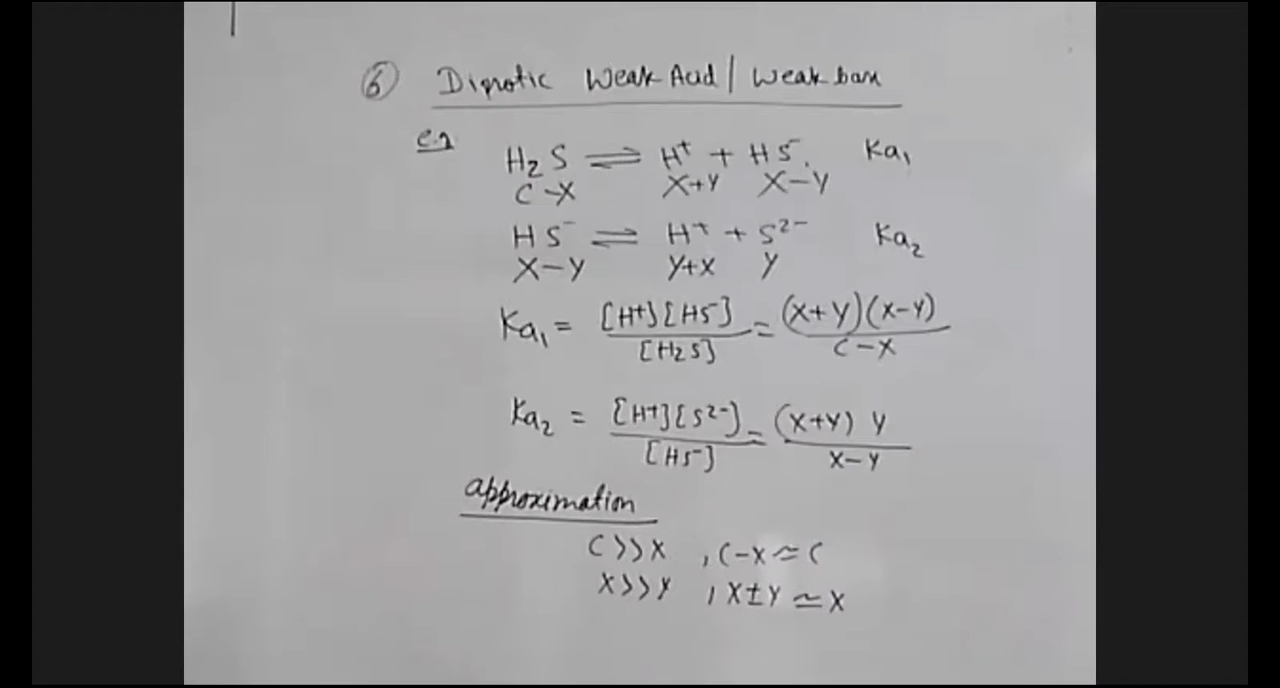 ⑥ Diprotic Weak Acid / Weak base
e.g.
H₂S ⇌ H⁺ + HS⁻ Ka₁
C-X X+Y X-Y
HS⁻ ⇌ H⁺ + S²⁻ Ka₂
X-Y Y+X Y
Ka₁ = [H⁺][HS⁻] / [H₂S] = (X+Y)(X-Y) / C-X
Ka₂ = [H⁺][S²⁻] / [HS⁻] = (X+Y) Y / X-Y
approximation
C>>X , C-X ≃ C
X>>Y , X±Y ≃ X